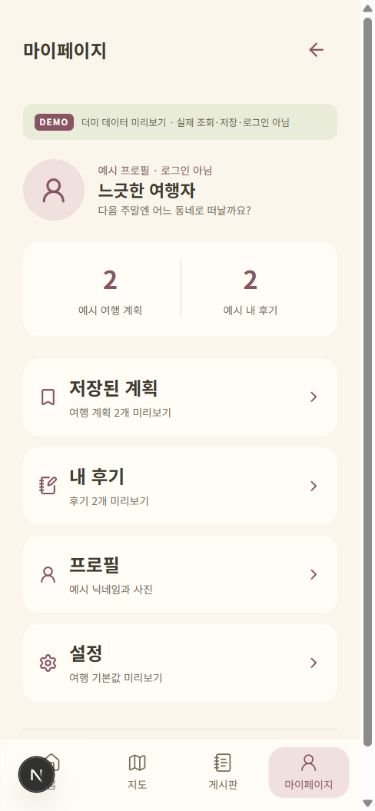 마이페이지
DEMO 더미 데이터 미리보기 · 실제 조회·저장·로그인 아님
예시 프로필 · 로그인 아님
느긋한 여행자
다음 주말엔 어느 동네로 떠날까요?
2
예시 여행 계획
2
예시 내 후기
저장된 계획
여행 계획 2개 미리보기
내 후기
후기 2개 미리보기
프로필
예시 닉네임과 사진
설정
여행 기본값 미리보기
N
지도
게시판
마이페이지